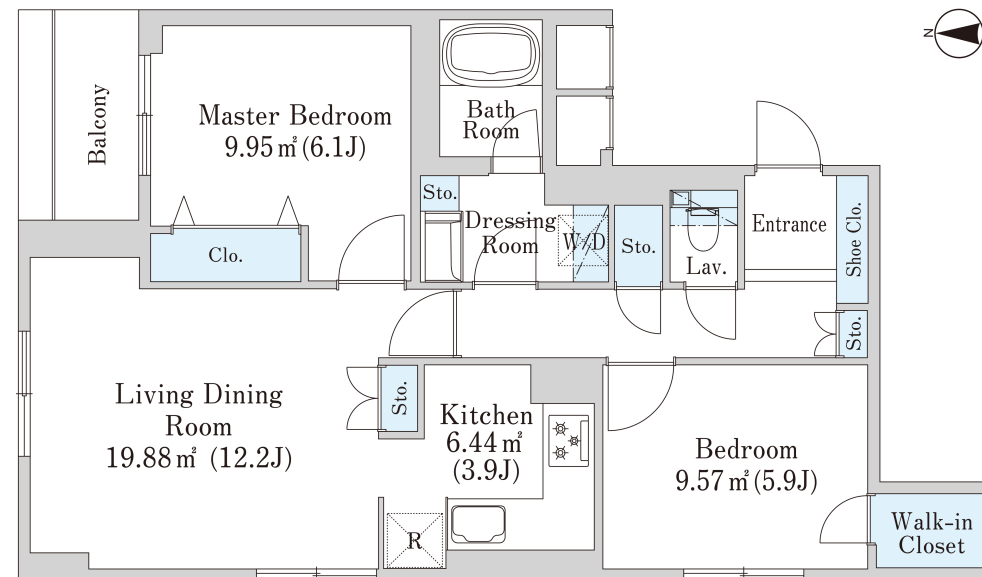 N
Balcony
Master Bedroom
9.95㎡(6.1J)
Bath
Room
Clo.
Sto.
Dressing
Room
W/D
Sto.
Lav.
Entrance
Shoe Clo.
Sto.
Living Dining
Room
19.88㎡ (12.2J)
Sto.
Kitchen
6.44㎡
(3.9J)
R
Bedroom
9.57㎡(5.9J)
Walk-in
Closet